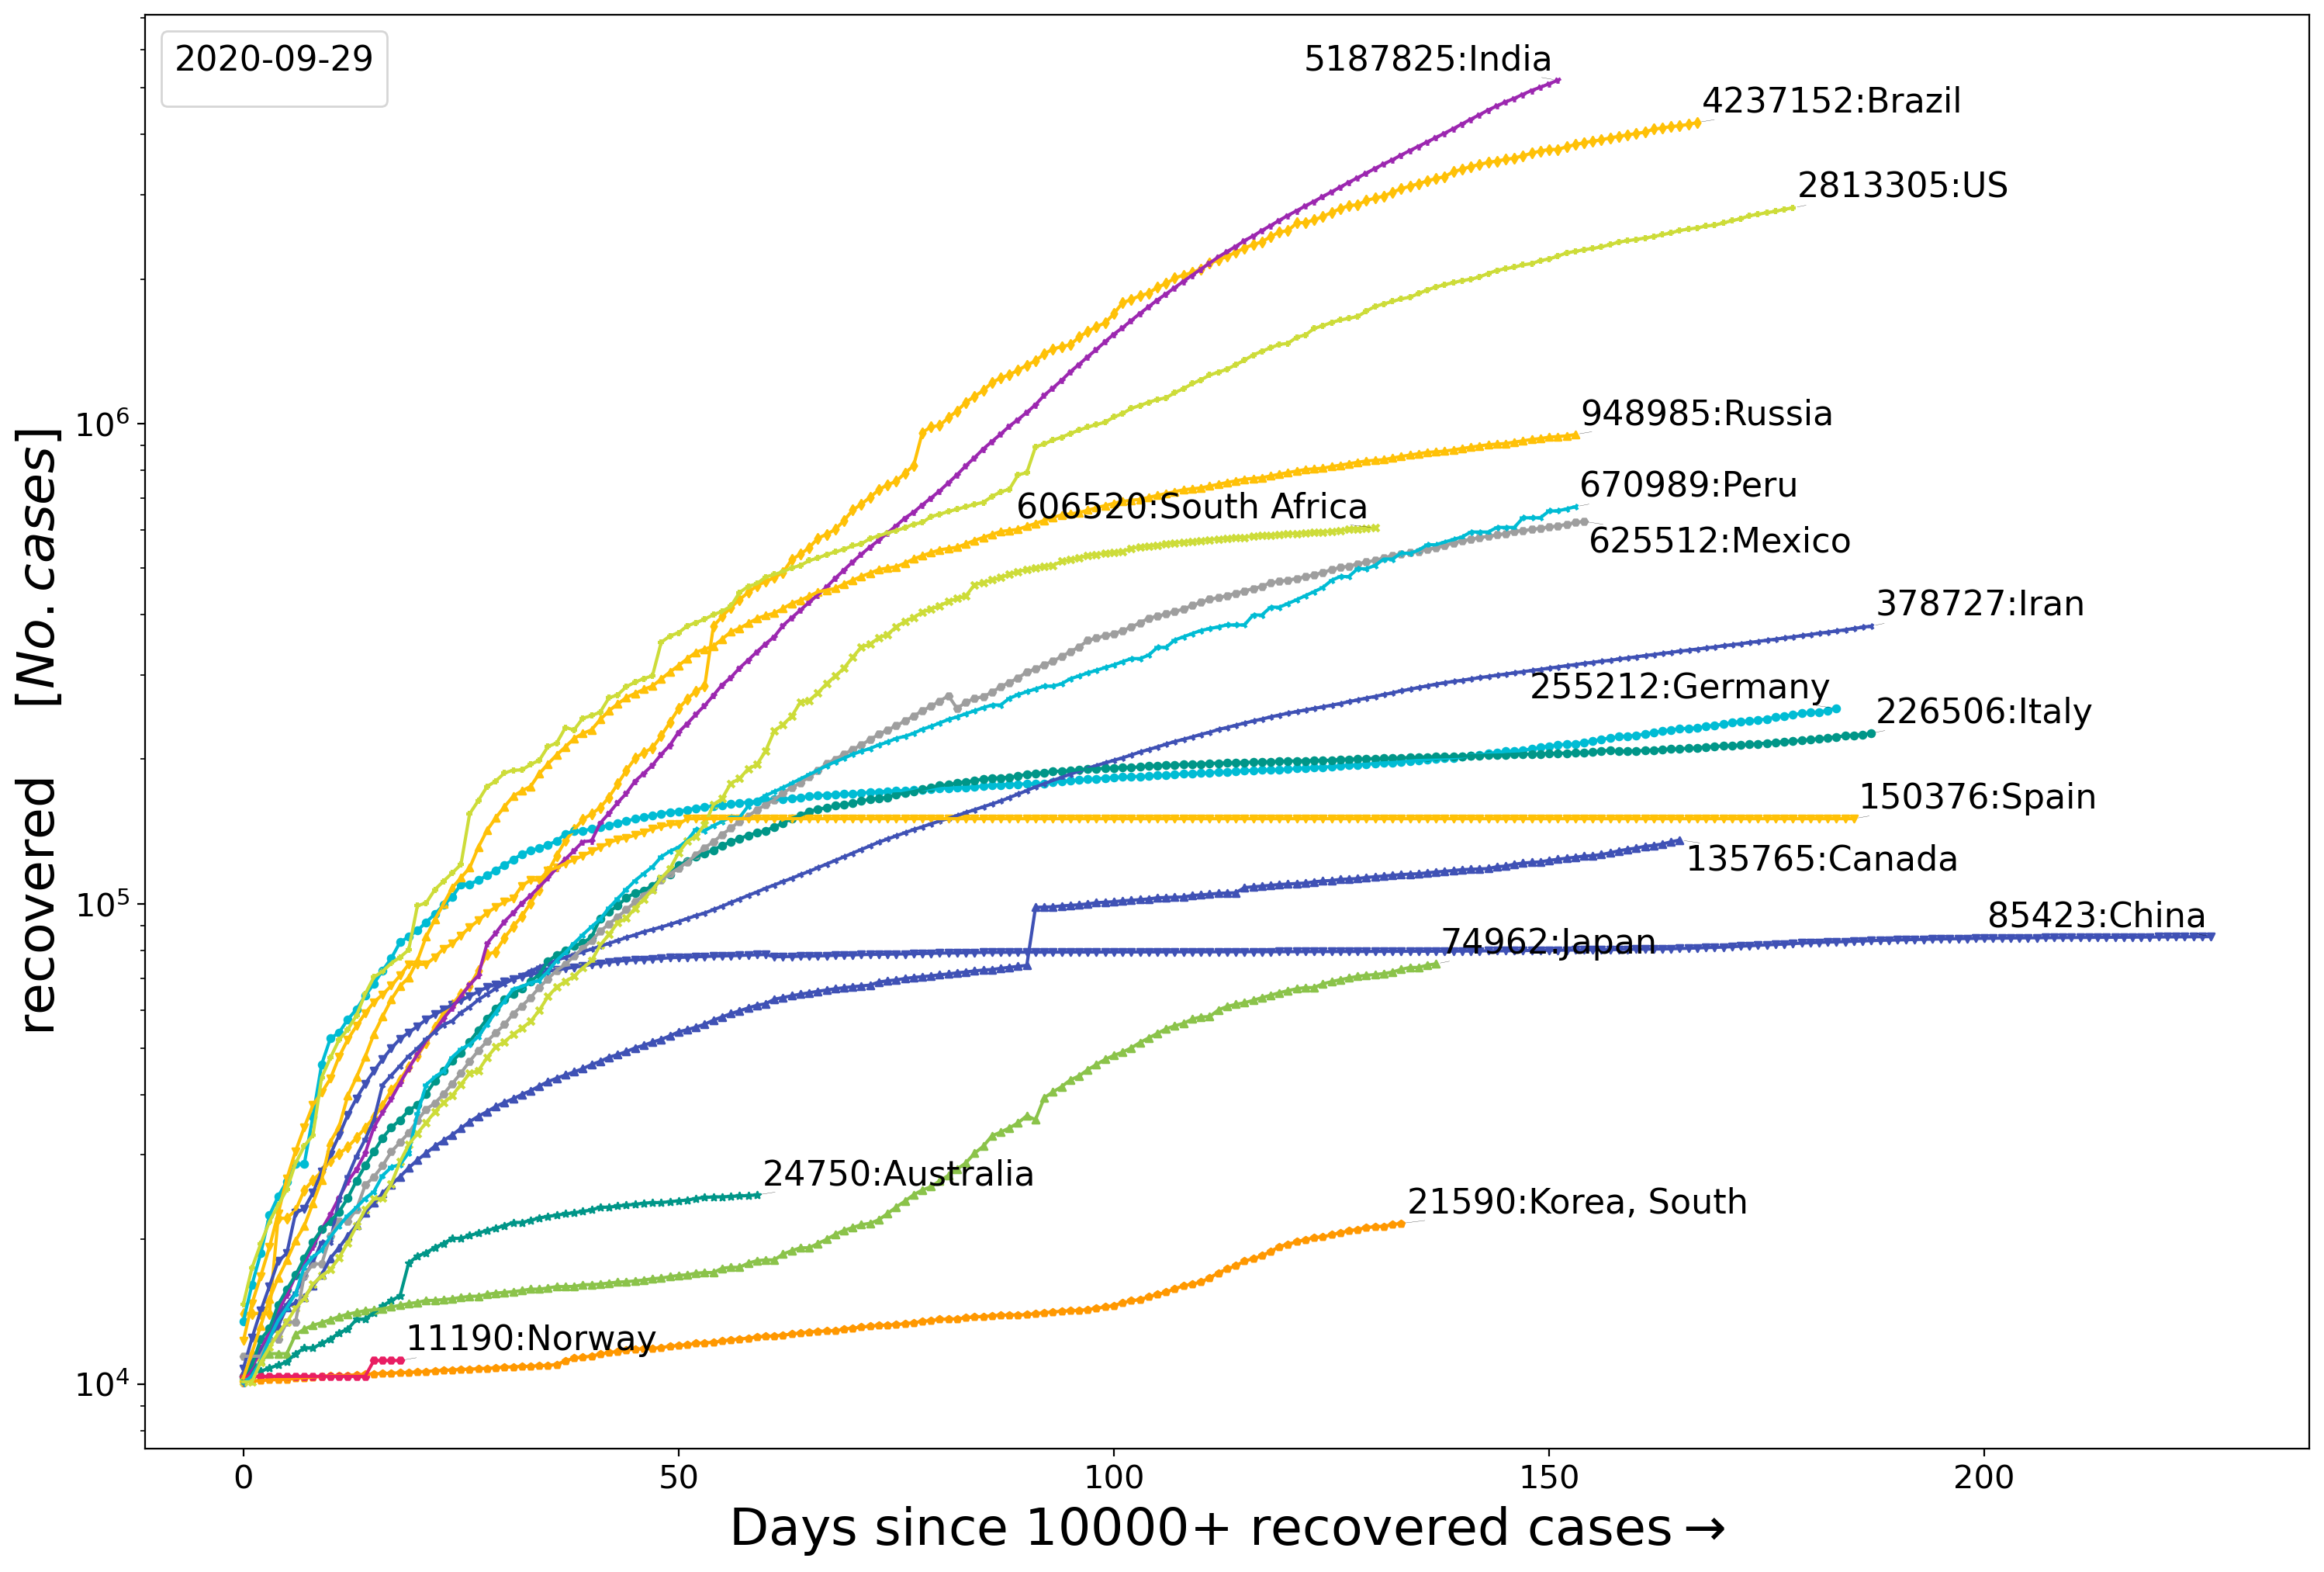 2020-09-29
5187825:India
4237152:Brazil
2813305:US
948985:Russia
670989:Peru
606520:South Africa
625512:Mexico
378727:Iran
255212:Germany
226506:Italy
150376:Spain
135765:Canada
85423:China
74962:Japan
24750:Australia
21590:Korea, South
11190:Norway
recovered [No. cases]
10⁶
10⁵
10⁴
0 50 100 150 200
Days since 10000+ recovered cases→